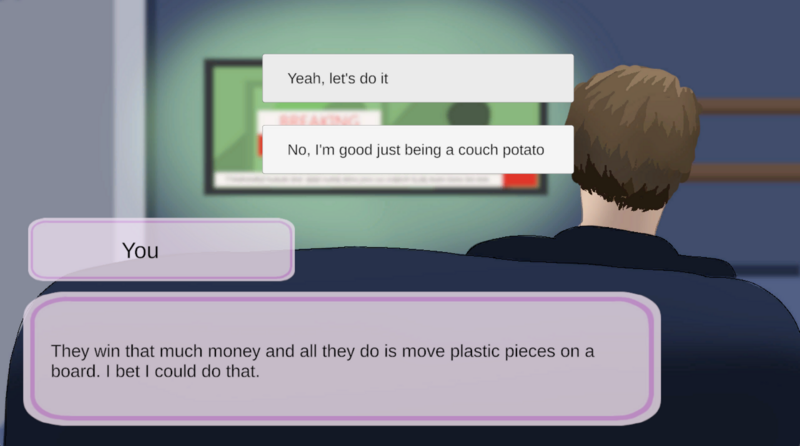 Yeah, let's do it
BREAKING
No, I'm good just being a couch potato
You
They win that much money and all they do is move plastic pieces on a
board. I bet I could do that.